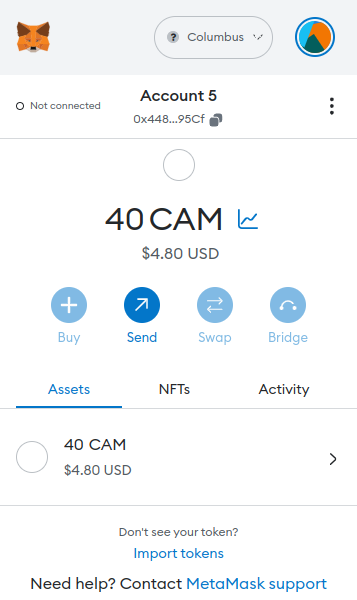 ? Columbus
Not connected
Account 5
0x448...95Cf
40 CAM
$4.80 USD
Buy Send Swap Bridge
Assets NFTs Activity
40 CAM
$4.80 USD
Don't see your token?
Import tokens
Need help? Contact MetaMask support